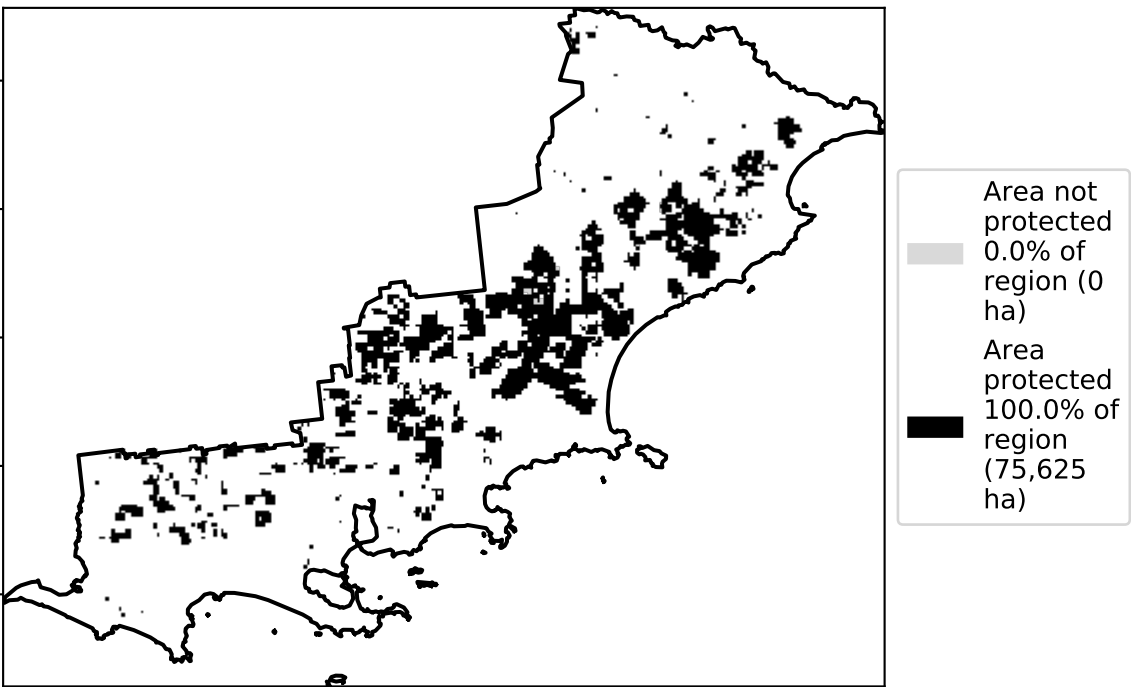 Area not
protected
0.0% of
region (0
ha)
Area
protected
100.0% of
region
(75,625
ha)